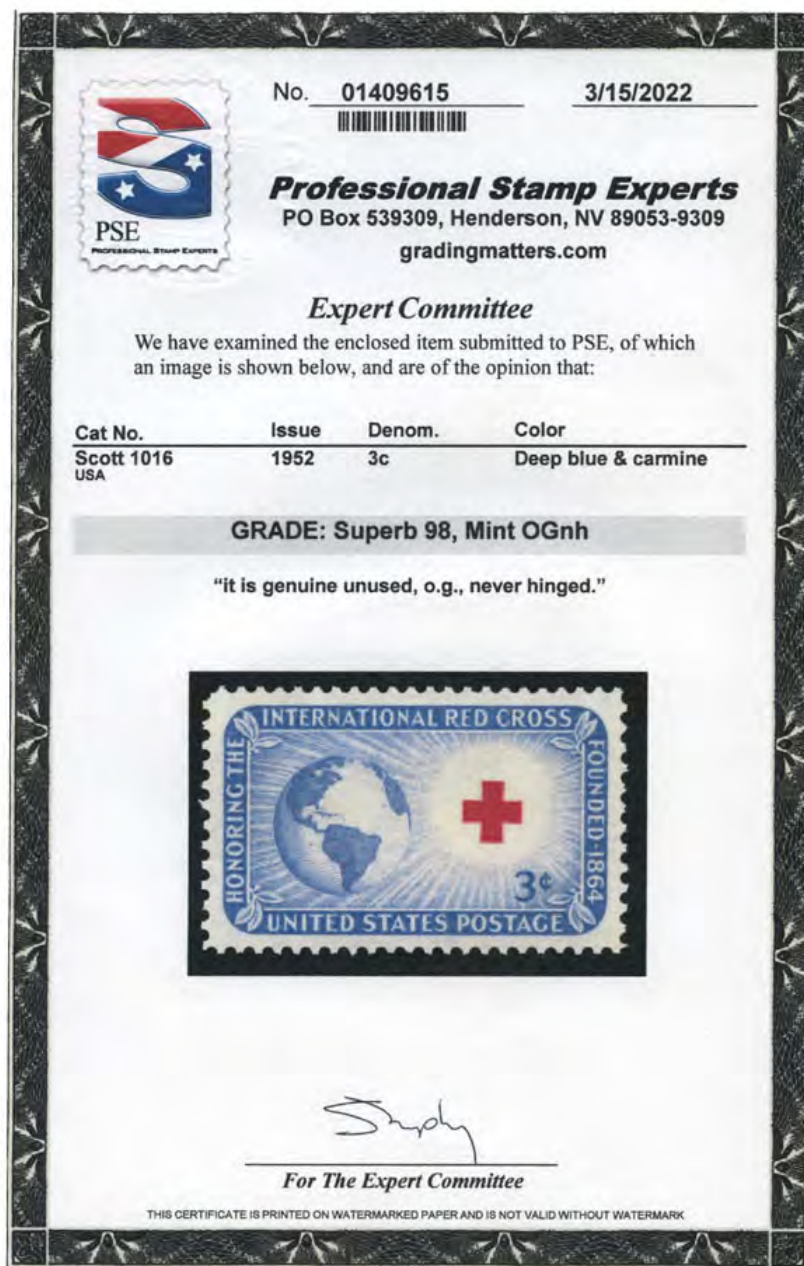 No. 01409615 3/15/2022
PSE
PROFESSIONAL STAMP EXPERTS
Professional Stamp Experts
PO Box 539309, Henderson, NV 89053-9309
gradingmatters.com
Expert Committee
We have examined the enclosed item submitted to PSE, of which
an image is shown below, and are of the opinion that:
Cat No. Issue Denom. Color
Scott 1016 1952 3c Deep blue & carmine
USA
GRADE: Superb 98, Mint OGnh
“it is genuine unused, o.g., never hinged.”
HONORING THE
INTERNATIONAL RED CROSS
FOUNDED·1864
3¢
UNITED STATES POSTAGE
For The Expert Committee
THIS CERTIFICATE IS PRINTED ON WATERMARKED PAPER AND IS NOT VALID WITHOUT WATERMARK